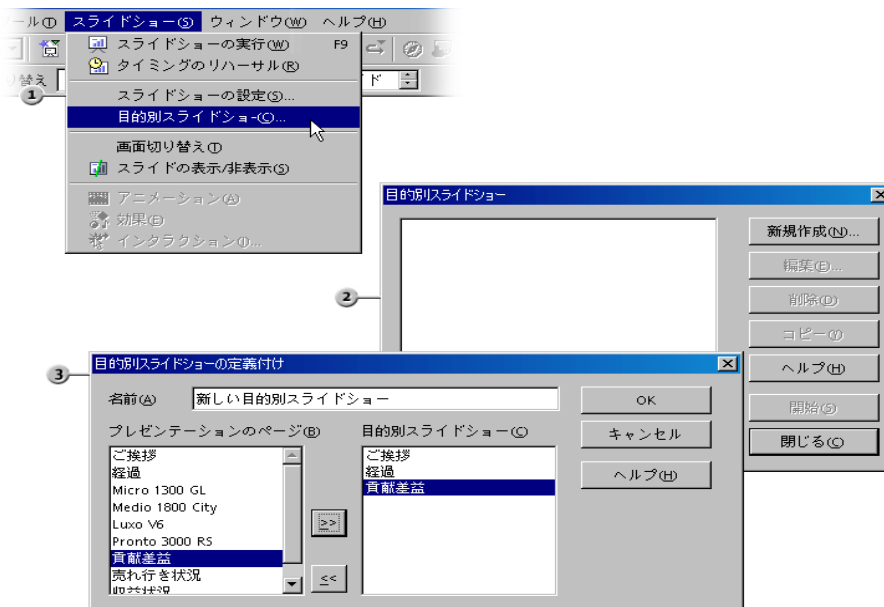 ール(I) スライドショー(S) ウィンドウ(W) ヘルプ(H)
スライドショーの実行(W) F9
タイミングのリハーサル(R)
り替え
ド
1
スライドショーの設定(S)...
目的別スライドショ-(C)...
画面切り替え(I)
スライドの表示/非表示(S)
アニメーション(A)
効果(E)
インタラクション(I)...
2
目的別スライドショー
新規作成(N)...
編集(E)...
削除(D)
コピー(Y)
ヘルプ(H)
開始(S)
閉じる(C)
3
目的別スライドショーの定義付け
名前(A) 新しい目的別スライドショー
OK
キャンセル
ヘルプ(H)
プレゼンテーションのページ(B)
ご挨拶
経過
Micro 1300 GL
Medio 1800 City
Luxo V6
Pronto 3000 RS
貢献差益
売れ行き状況
収益状況
>>
<<
目的別スライドショー(C)
ご挨拶
経過
貢献差益